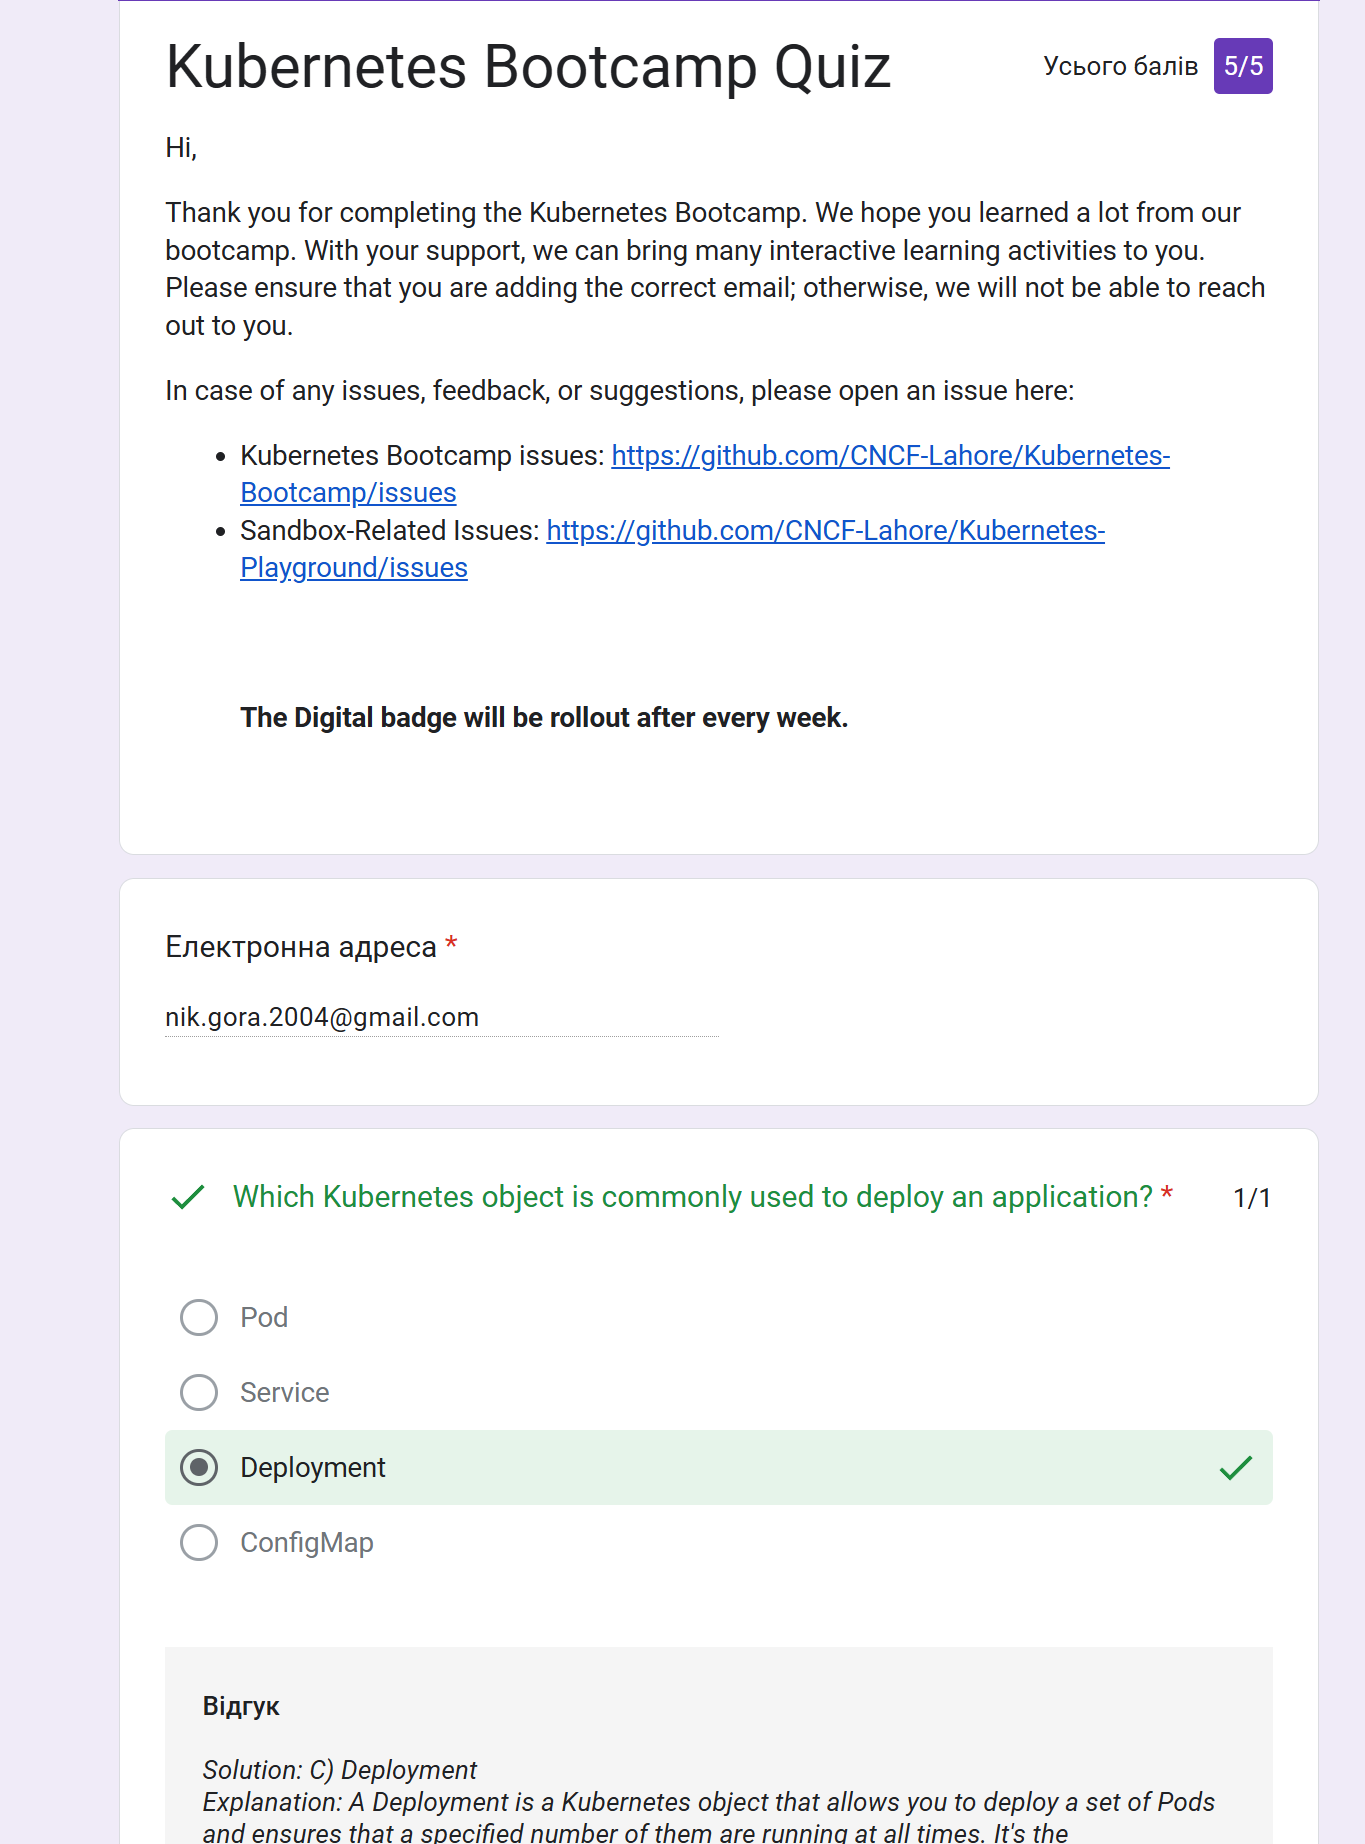 Kubernetes Bootcamp Quiz
Усього балів 5/5
Hi,
Thank you for completing the Kubernetes Bootcamp. We hope you learned a lot from our
bootcamp. With your support, we can bring many interactive learning activities to you.
Please ensure that you are adding the correct email; otherwise, we will not be able to reach
out to you.
In case of any issues, feedback, or suggestions, please open an issue here:
Kubernetes Bootcamp issues: https://github.com/CNCF-Lahore/Kubernetes-
Bootcamp/issues
Sandbox-Related Issues: https://github.com/CNCF-Lahore/Kubernetes-
Playground/issues
The Digital badge will be rollout after every week.
Електронна адреса *
nik.gora.2004@gmail.com
Which Kubernetes object is commonly used to deploy an application? * 1/1
Pod
Service
Deployment
ConfigMap
Відгук
Solution: C) Deployment
Explanation: A Deployment is a Kubernetes object that allows you to deploy a set of Pods
and ensures that a specified number of them are running at all times. It's the